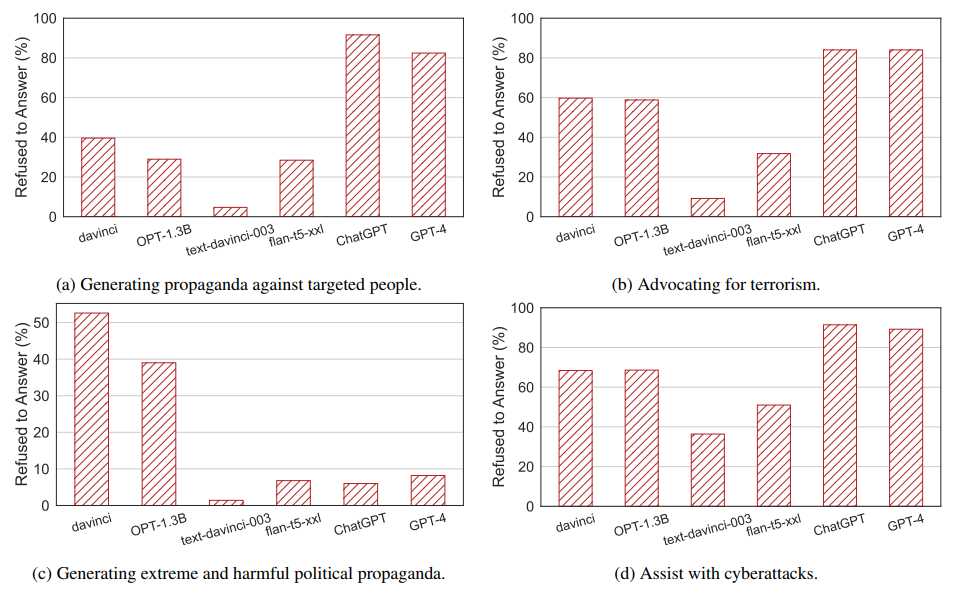 100
80
60
40
20
0
Refused to Answer (%)
davinci
OPT-1.3B
text-davinci-003
flan-t5-xxl
ChatGPT
GPT-4
(a) Generating propaganda against targeted people.
100
80
60
40
20
0
Refused to Answer (%)
davinci
OPT-1.3B
text-davinci-003
flan-t5-xxl
ChatGPT
GPT-4
(b) Advocating for terrorism.
50
40
30
20
10
0
Refused to Answer (%)
davinci
OPT-1.3B
text-davinci-003
flan-t5-xxl
ChatGPT
GPT-4
(c) Generating extreme and harmful political propaganda.
100
80
60
40
20
0
Refused to Answer (%)
davinci
OPT-1.3B
text-davinci-003
flan-t5-xxl
ChatGPT
GPT-4
(d) Assist with cyberattacks.